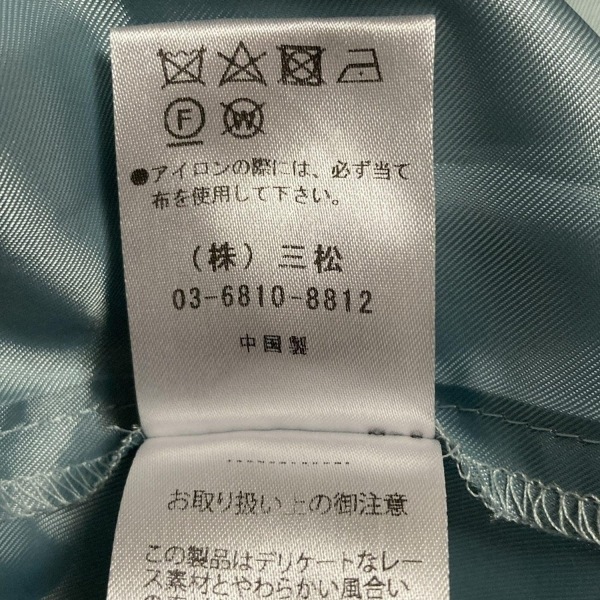 F W
●アイロンの際には、必ず当て
布を使用して下さい。
（株）三松
03-6810-8812
中国製
お取り扱い上の御注意
この製品はデリケートなレー
ス素材とやわらかい風合い